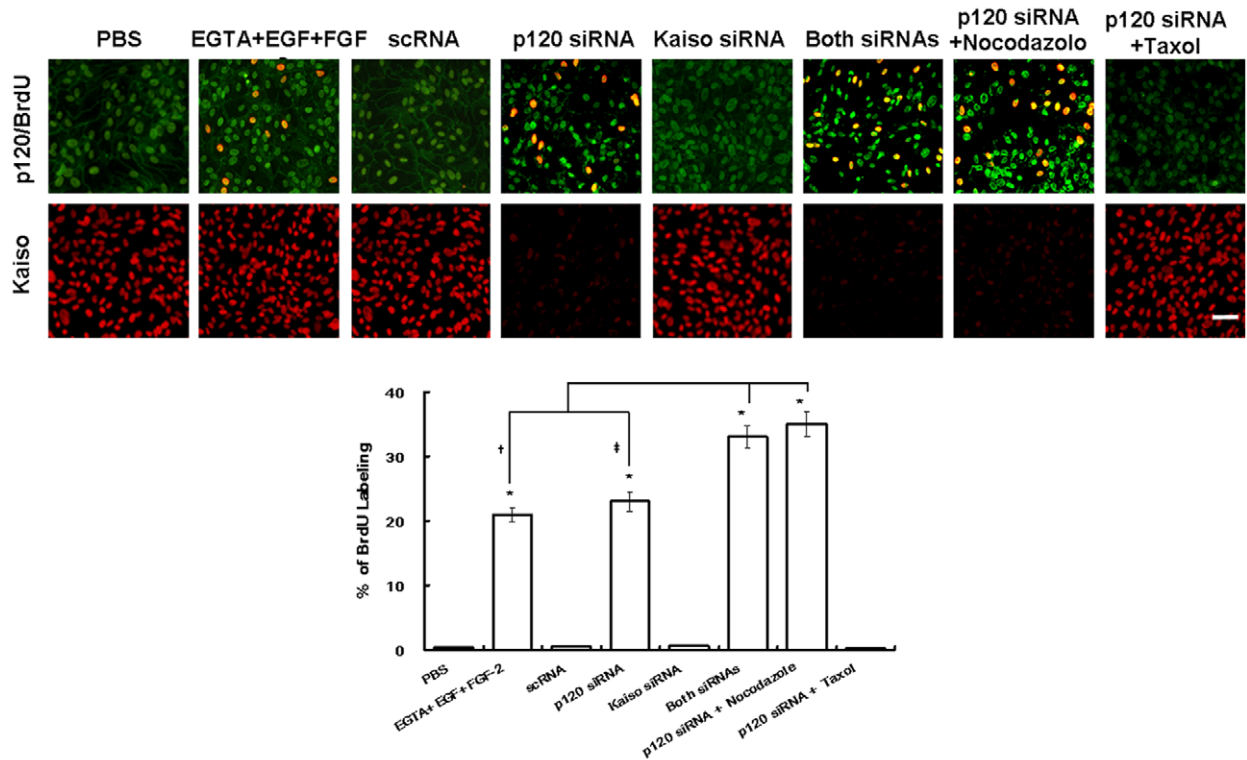 PBS
EGTA+EGF+FGF
scRNA
p120 siRNA
Kaiso siRNA
Both siRNAs
p120 siRNA
+Nocodazolo
p120 siRNA
+Taxol
p120/BrdU
Kaiso
% of BrdU Labeling
40
30
20
10
0
†
*
‡
*
*
*
PBS
EGTA+EGF+FGF-2
scRNA
p120 siRNA
Kaiso siRNA
Both siRNAs
p120 siRNA + Nocodazole
p120 siRNA + Taxol